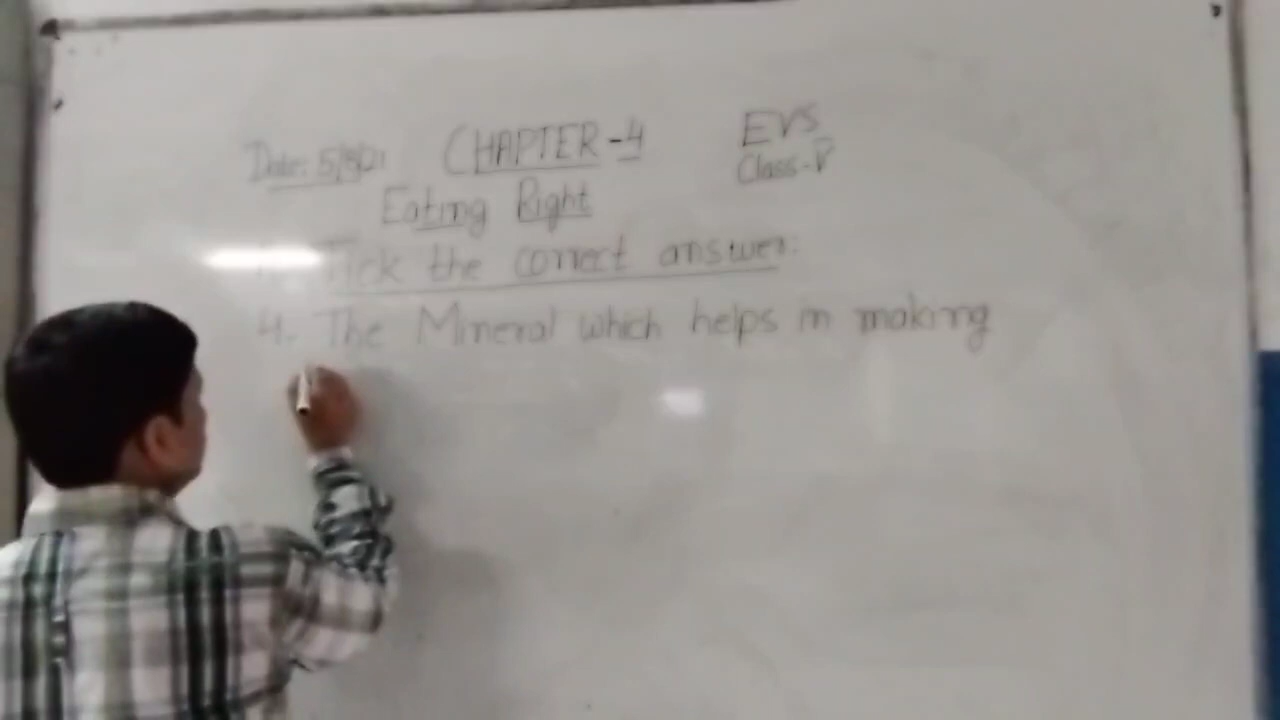 Date: 5/8/21 CHAPTER-4 EVS
Class-V
Eating Right
Tick the correct answer:
4. The Mineral which helps in making